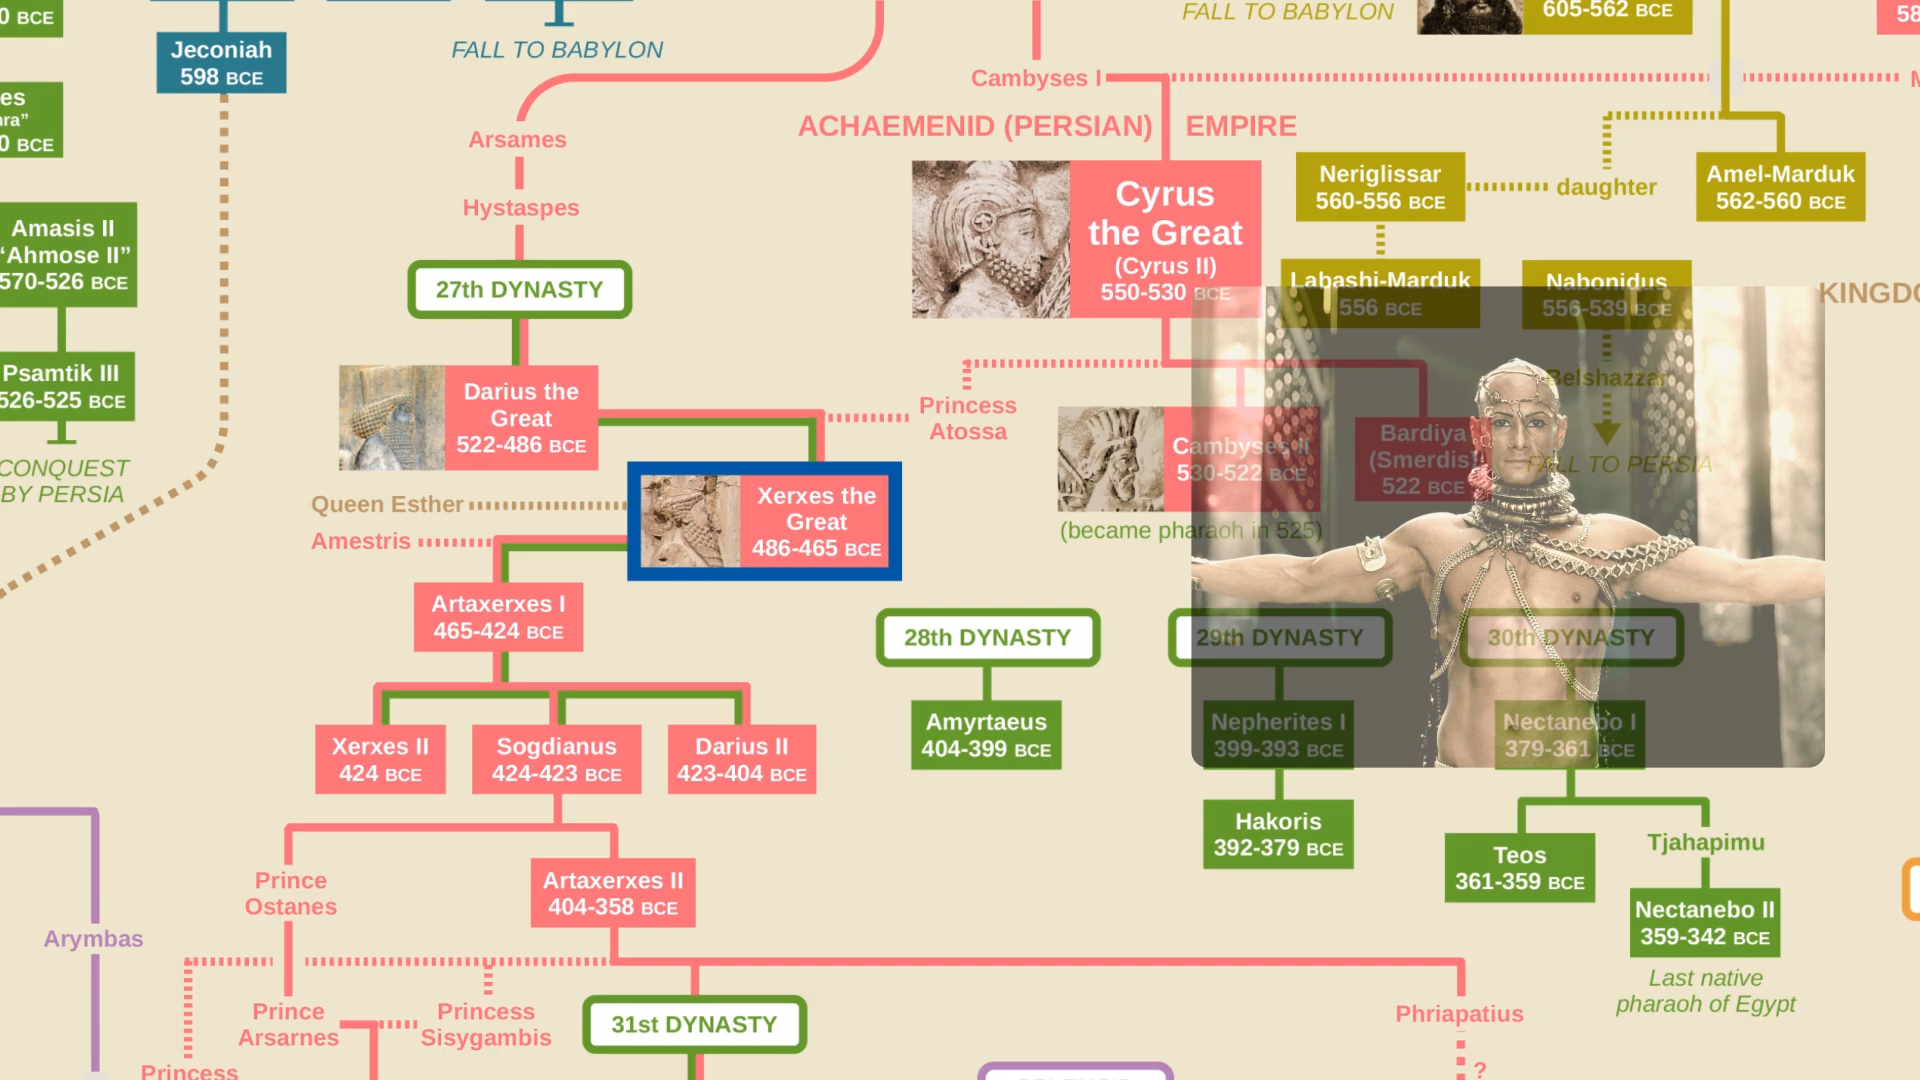 0 BCE
Jeconiah
598 BCE
FALL TO BABYLON
FALL TO BABYLON
605-562 BCE
58
es
ra”
0 BCE
Cambyses I
M
ACHAEMENID (PERSIAN) EMPIRE
Arsames
Hystaspes
Cyrus
the Great
(Cyrus II)
550-530 BCE
Neriglissar
560-556 BCE
daughter
Amel-Marduk
562-560 BCE
Amasis II
“Ahmose II”
570-526 BCE
27th DYNASTY
Labashi-Marduk
556 BCE
Nabonidus
556-539 BCE
KINGDO
Psamtik III
526-525 BCE
CONQUEST
BY PERSIA
Darius the
Great
522-486 BCE
Princess
Atossa
Cambyses II
530-522 BCE
(became pharaoh in 525)
Bardiya
(Smerdis)
522 BCE
Belshazzar
FALL TO PERSIA
Queen Esther
Amestris
Xerxes the
Great
486-465 BCE
Artaxerxes I
465-424 BCE
28th DYNASTY
29th DYNASTY
30th DYNASTY
Amyrtaeus
404-399 BCE
Nepherites I
399-393 BCE
Nectanebo I
379-361 BCE
Xerxes II
424 BCE
Sogdianus
424-423 BCE
Darius II
423-404 BCE
Hakoris
392-379 BCE
Teos
361-359 BCE
Tjahapimu
Nectanebo II
359-342 BCE
Last native
pharaoh of Egypt
Prince
Ostanes
Artaxerxes II
404-358 BCE
Arymbas
Prince
Arsarnes
Princess
Sisygambis
31st DYNASTY
Phriapatius
?
Princess